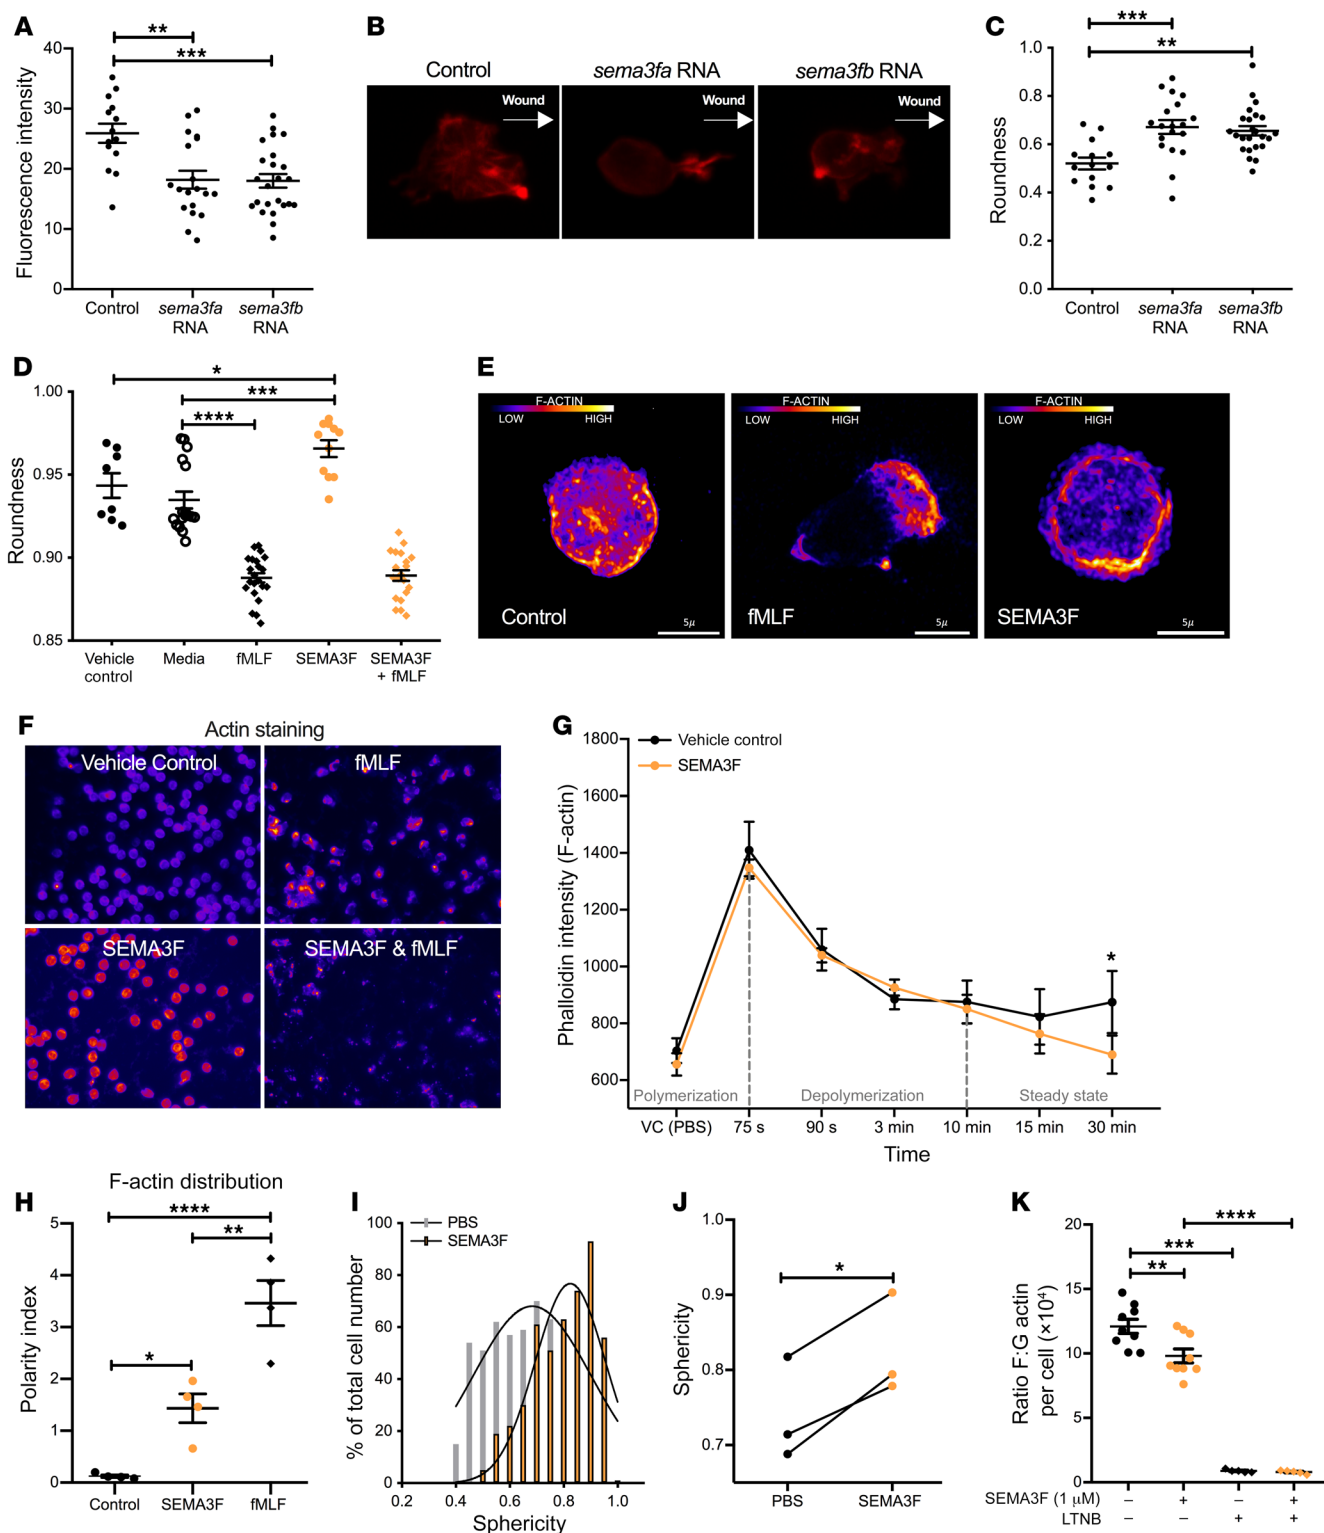 A
**
***
Fluorescence intensity
40
30
20
10
0
Control
sema3fa
RNA
sema3fb
RNA
B
Control
sema3fa RNA
sema3fb RNA
Wound
Wound
Wound
C
***
**
Roundness
1.0
0.8
0.6
0.4
0.2
0.0
Control
sema3fa
RNA
sema3fb
RNA
D
*
***
****
Roundness
1.00
0.95
0.90
0.85
Vehicle
control
Media
fMLF
SEMA3F
SEMA3F
+ fMLF
E
F-ACTIN
LOW
HIGH
Control
5µ
F-ACTIN
LOW
HIGH
fMLF
5µ
F-ACTIN
LOW
HIGH
SEMA3F
5µ
F
Actin staining
Vehicle Control
fMLF
SEMA3F
SEMA3F & fMLF
G
Vehicle control
SEMA3F
Phalloidin intensity (F-actin)
1800
1600
1400
1200
1000
800
600
*
Polymerization
Depolymerization
Steady state
VC (PBS)
75 s
90 s
3 min
10 min
15 min
30 min
Time
H
F-actin distribution
****
**
*
Polarity index
5
4
3
2
1
0
Control
SEMA3F
fMLF
I
PBS
SEMA3F
% of total cell number
100
80
60
40
20
0
0.2
0.4
0.6
0.8
1.0
Sphericity
J
*
Sphericity
1.0
0.9
0.8
0.7
PBS
SEMA3F
K
****
***
**
Ratio F:G actin
per cell (×10⁴)
20
15
10
5
0
SEMA3F (1 µM) – + – +
LTNB – – + +